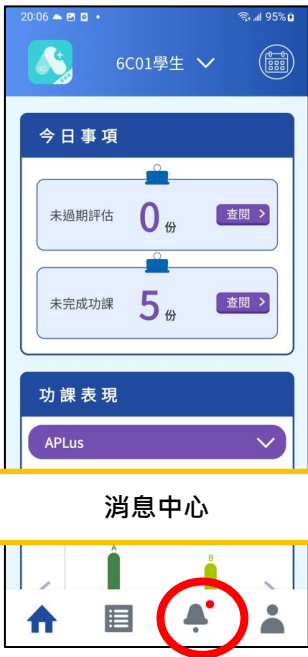 20:06 95%
6C01學生
今日事項
未過期評估 0 份 查閱 >
未完成功課 5 份 查閱 >
功課表現
APLus
消息中心
A
B